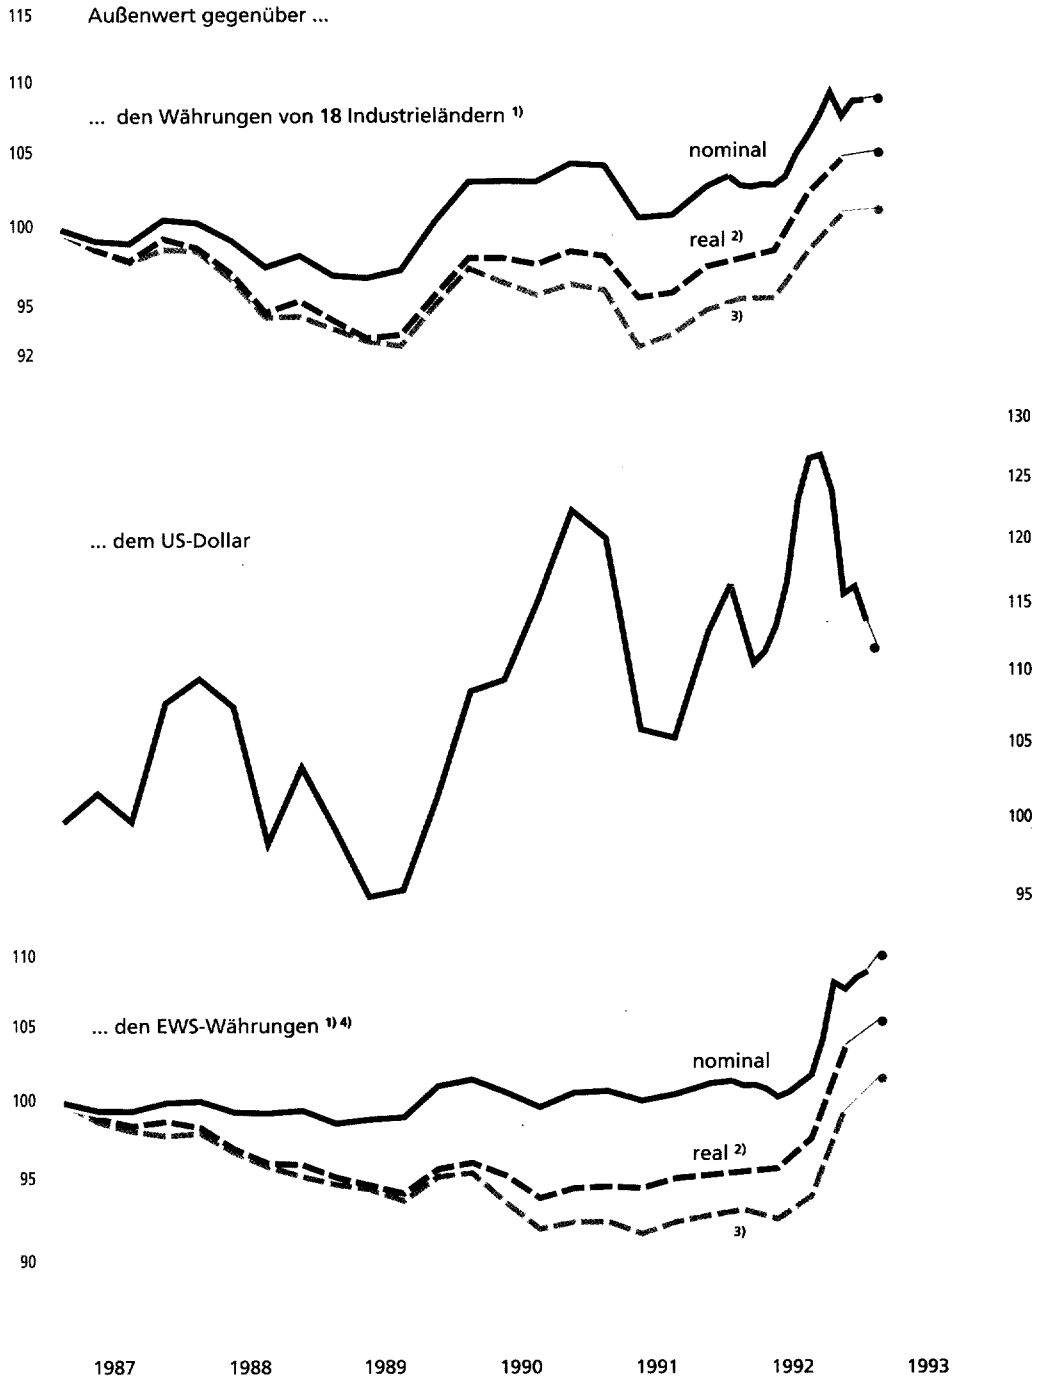 115
Außenwert gegenüber ...
110
... den Währungen von 18 Industrieländern 1)
105
nominal
100
real 2)
95
3)
92
130
125
... dem US-Dollar
120
115
110
105
100
95
110
105
... den EWS-Währungen 1) 4)
nominal
100
real 2)
95
3)
90
1987 1988 1989 1990 1991 1992 1993